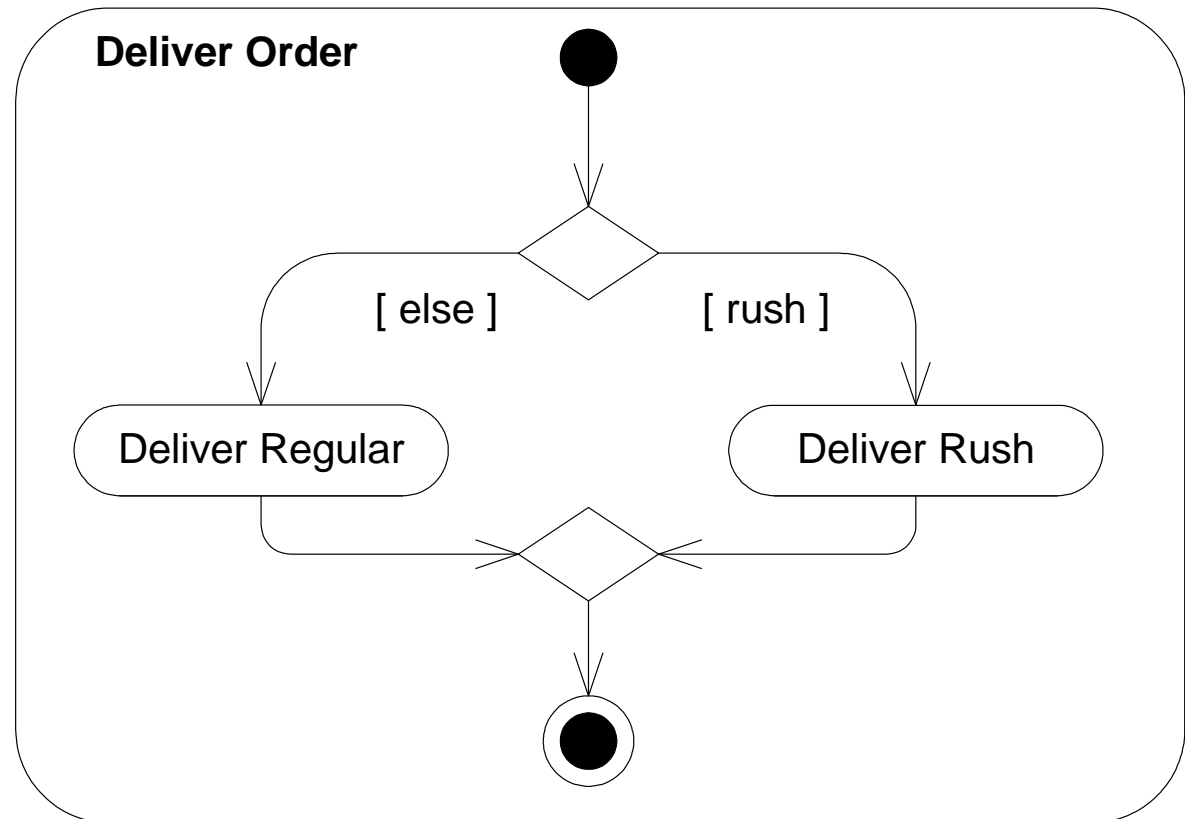 Deliver Order
[ else ]
[ rush ]
Deliver Regular
Deliver Rush